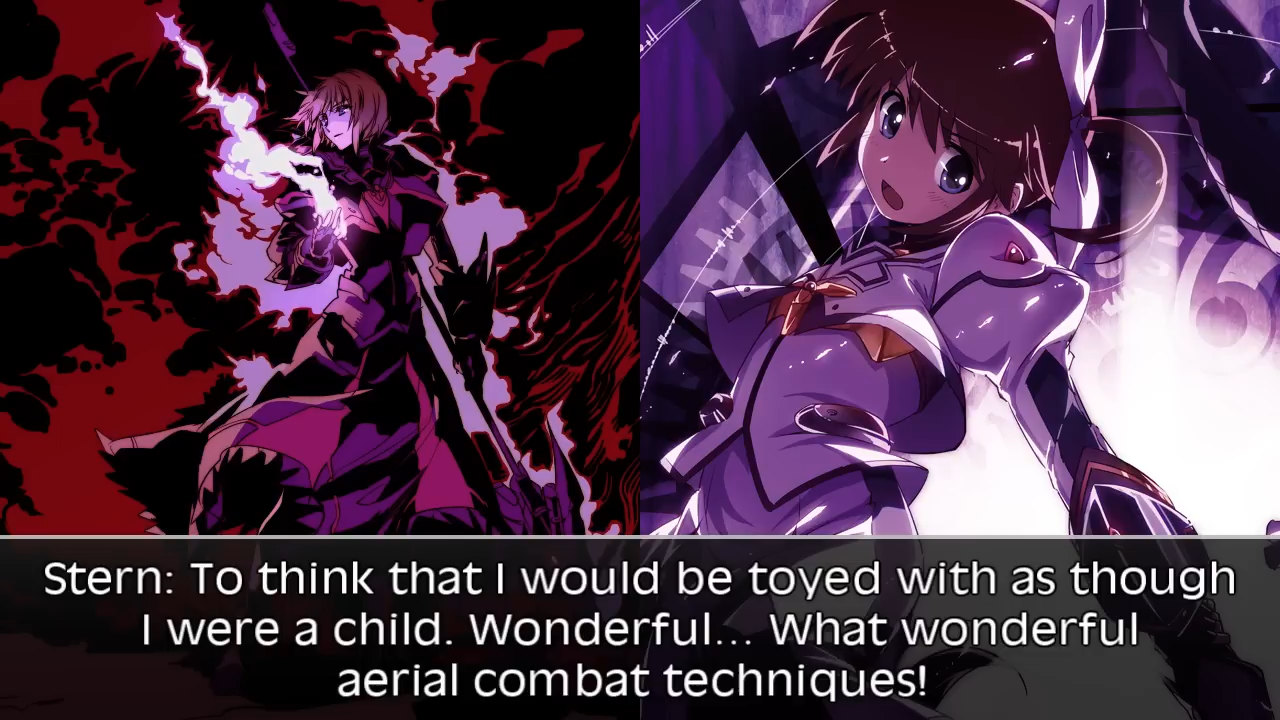 Stern: To think that I would be toyed with as though
I were a child. Wonderful... What wonderful
aerial combat techniques!